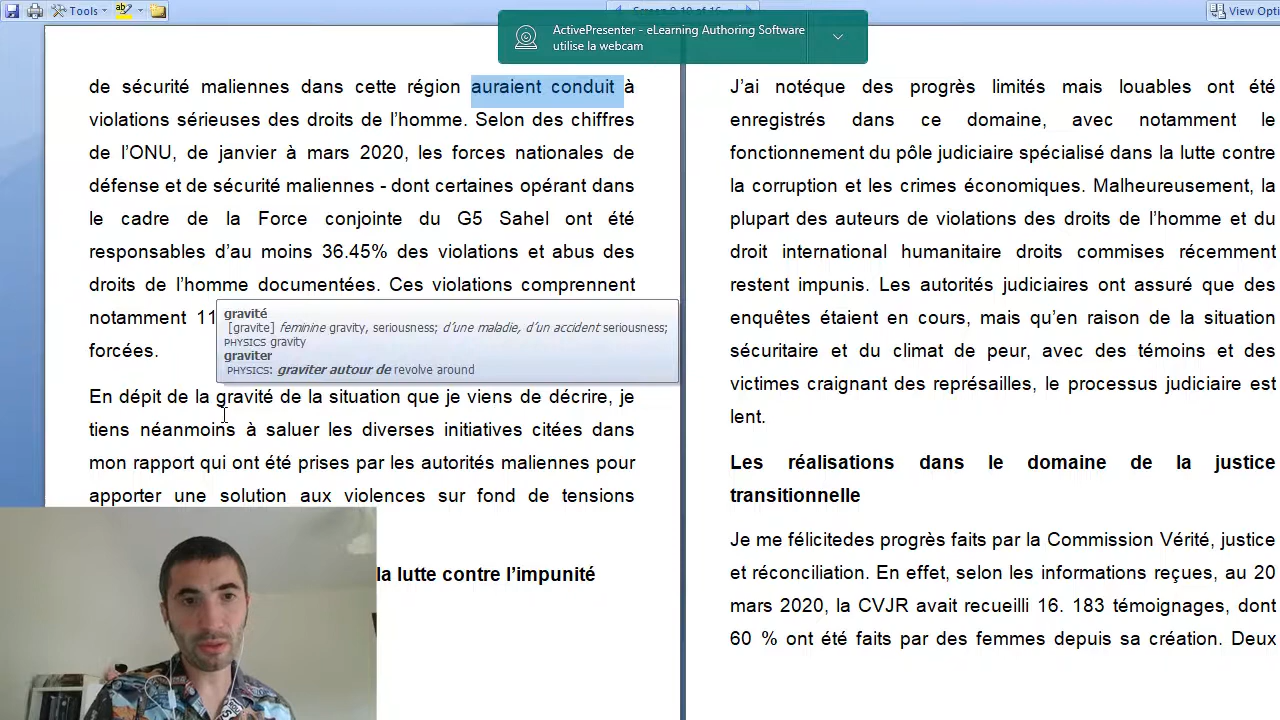 Tools
Screen 9-10 of 16
View Opti
ActivePresenter - eLearning Authoring Software
utilise la webcam
de sécurité maliennes dans cette région auraient conduit à
violations sérieuses des droits de l’homme. Selon des chiffres
de l’ONU, de janvier à mars 2020, les forces nationales de
défense et de sécurité maliennes - dont certaines opérant dans
le cadre de la Force conjointe du G5 Sahel ont été
responsables d’au moins 36.45% des violations et abus des
droits de l’homme documentées. Ces violations comprennent
notamment 11
forcées.
gravité
[gravite] feminine gravity, seriousness; d’une maladie, d’un accident seriousness;
PHYSICS gravity
graviter
PHYSICS: graviter autour de revolve around
En dépit de la gravité de la situation que je viens de décrire, je
tiens néanmoins à saluer les diverses initiatives citées dans
mon rapport qui ont été prises par les autorités maliennes pour
apporter une solution aux violences sur fond de tensions
la lutte contre l’impunité
J’ai notéque des progrès limités mais louables ont été
enregistrés dans ce domaine, avec notamment le
fonctionnement du pôle judiciaire spécialisé dans la lutte contre
la corruption et les crimes économiques. Malheureusement, la
plupart des auteurs de violations des droits de l’homme et du
droit international humanitaire droits commises récemment
restent impunis. Les autorités judiciaires ont assuré que des
enquêtes étaient en cours, mais qu’en raison de la situation
sécuritaire et du climat de peur, avec des témoins et des
victimes craignant des représailles, le processus judiciaire est
lent.
Les réalisations dans le domaine de la justice
transitionnelle
Je me félicitedes progrès faits par la Commission Vérité, justice
et réconciliation. En effet, selon les informations reçues, au 20
mars 2020, la CVJR avait recueilli 16. 183 témoignages, dont
60 % ont été faits par des femmes depuis sa création. Deux